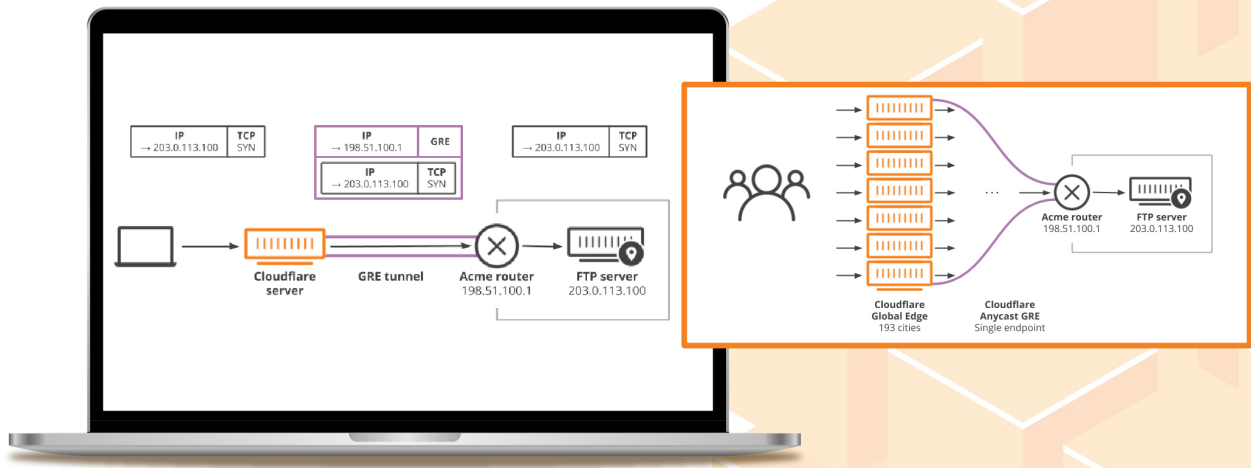 IP
→ 203.0.113.100
TCP
SYN
IP
→ 198.51.100.1
GRE
IP
→ 203.0.113.100
TCP
SYN
IP
→ 203.0.113.100
TCP
SYN
Cloudflare
server
GRE tunnel
Acme router
198.51.100.1
FTP server
203.0.113.100
...
Acme router
198.51.100.1
FTP server
203.0.113.100
Cloudflare
Global Edge
193 cities
Cloudflare
Anycast GRE
Single endpoint